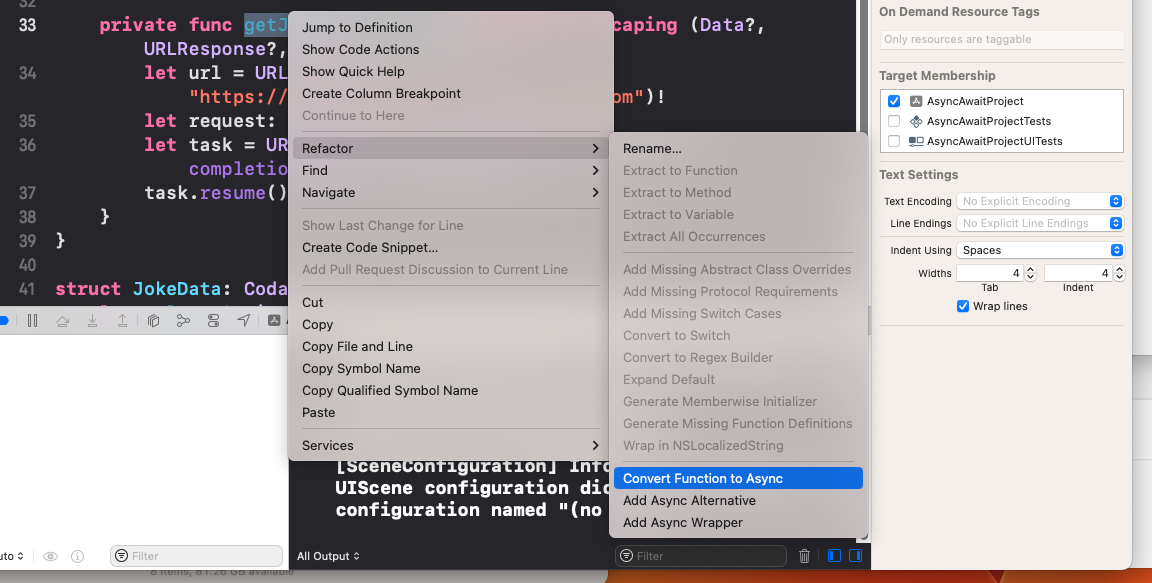 32
33 private func getJ
caping (Data?,
URLResponse?,
34 let url = URL
"https://
om")!
35 let request:
36 let task = UR
completio
37 task.resume()
38 }
39 }
40
41 struct JokeData: Coda
Jump to Definition
Show Code Actions
Show Quick Help
Create Column Breakpoint
Continue to Here
Refactor
Find
Navigate
Show Last Change for Line
Create Code Snippet...
Add Pull Request Discussion to Current Line
Cut
Copy
Copy File and Line
Copy Symbol Name
Copy Qualified Symbol Name
Paste
Services
Rename...
Extract to Function
Extract to Method
Extract to Variable
Extract All Occurrences
Add Missing Abstract Class Overrides
Add Missing Protocol Requirements
Add Missing Switch Cases
Convert to Switch
Convert to Regex Builder
Expand Default
Generate Memberwise Initializer
Generate Missing Function Definitions
Wrap in NSLocalizedString
Convert Function to Async
Add Async Alternative
Add Async Wrapper
[SceneConfiguration] Info
UIScene configuration dic
configuration named "(no
uto
Filter
All Output
Filter
8 items, 81.26 GB available
On Demand Resource Tags
Only resources are taggable
Target Membership
AsyncAwaitProject
AsyncAwaitProjectTests
AsyncAwaitProjectUITests
Text Settings
Text Encoding No Explicit Encoding
Line Endings No Explicit Line Endings
Indent Using Spaces
Widths 4 4
Tab Indent
Wrap lines